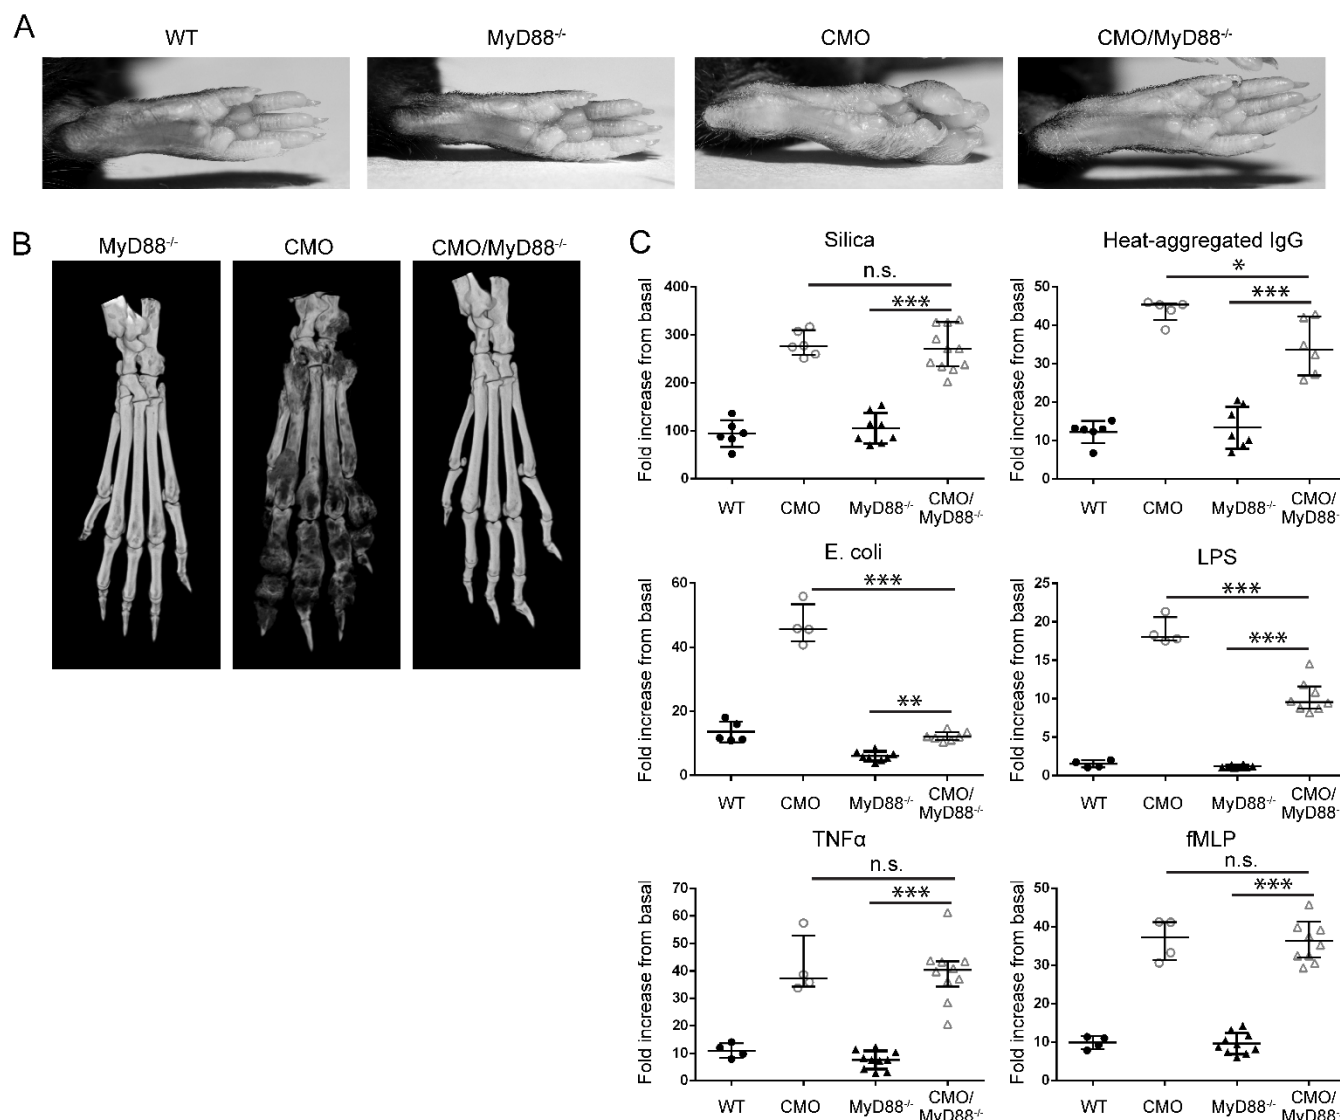 A
WT
MyD88-/-
CMO
CMO/MyD88-/-
B
MyD88-/-
CMO
CMO/MyD88-/-
C
Silica
Fold increase from basal
400
300
200
100
0
n.s.
***
WT
CMO
MyD88-/-
CMO/
MyD88-/-
Heat-aggregated IgG
Fold increase from basal
50
40
30
20
10
0
*
***
WT
CMO
MyD88-/-
CMO/
MyD88-/-
E. coli
Fold increase from basal
60
40
20
0
***
**
WT
CMO
MyD88-/-
CMO/
MyD88-/-
LPS
Fold increase from basal
25
20
15
10
5
0
***
***
WT
CMO
MyD88-/-
CMO/
MyD88-/-
TNFα
Fold increase from basal
70
60
50
40
30
20
10
0
n.s.
***
WT
CMO
MyD88-/-
CMO/
MyD88-/-
fMLP
Fold increase from basal
50
40
30
20
10
0
n.s.
***
WT
CMO
MyD88-/-
CMO/
MyD88-/-